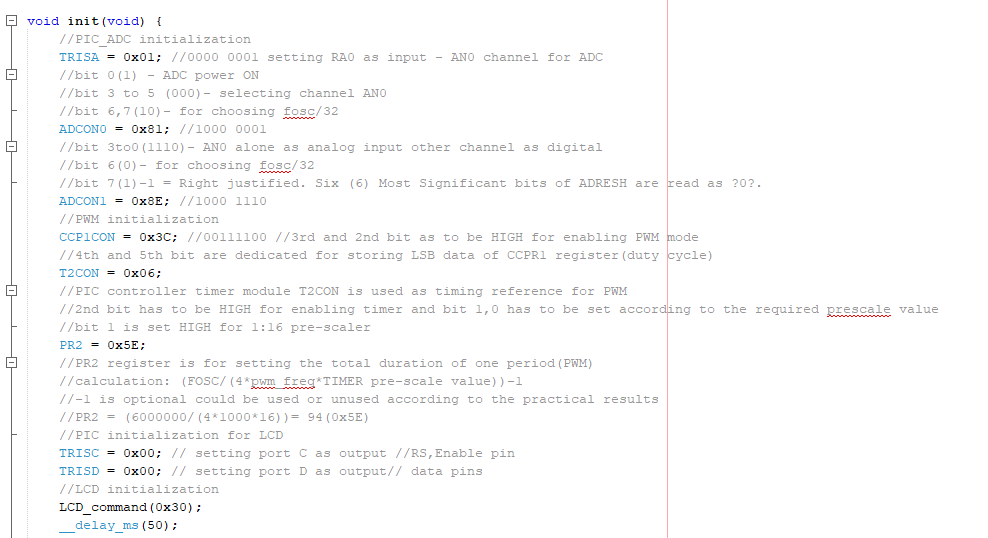 void init(void) {
//PIC_ADC initialization
TRISA = 0x01; //0000 0001 setting RA0 as input - AN0 channel for ADC
//bit 0(1) - ADC power ON
//bit 3 to 5 (000)- selecting channel AN0
//bit 6,7(10)- for choosing fosc/32
ADCON0 = 0x81; //1000 0001
//bit 3to0(1110)- AN0 alone as analog input other channel as digital
//bit 6(0)- for choosing fosc/32
//bit 7(1)-1 = Right justified. Six (6) Most Significant bits of ADRESH are read as ?0?.
ADCON1 = 0x8E; //1000 1110
//PWM initialization
CCP1CON = 0x3C; //00111100 //3rd and 2nd bit as to be HIGH for enabling PWM mode
//4th and 5th bit are dedicated for storing LSB data of CCPR1 register(duty cycle)
T2CON = 0x06;
//PIC controller timer module T2CON is used as timing reference for PWM
//2nd bit has to be HIGH for enabling timer and bit 1,0 has to be set according to the required prescale value
//bit 1 is set HIGH for 1:16 pre-scaler
PR2 = 0x5E;
//PR2 register is for setting the total duration of one period(PWM)
//calculation: (FOSC/(4*pwm_freq*TIMER pre-scale value))-1
//-1 is optional could be used or unused according to the practical results
//PR2 = (6000000/(4*1000*16))= 94(0x5E)
//PIC initialization for LCD
TRISC = 0x00; // setting port C as output //RS,Enable pin
TRISD = 0x00; // setting port D as output// data pins
//LCD initialization
LCD_command(0x30);
__delay_ms(50);